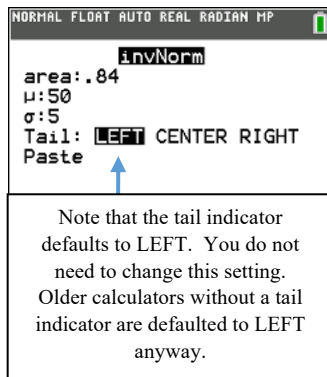 NORMAL FLOAT AUTO REAL RADIAN MP
invNorm
area:.84
μ:50
σ:5
Tail: LEFT CENTER RIGHT
Paste
Note that the tail indicator
defaults to LEFT. You do not
need to change this setting.
Older calculators without a tail
indicator are defaulted to LEFT
anyway.